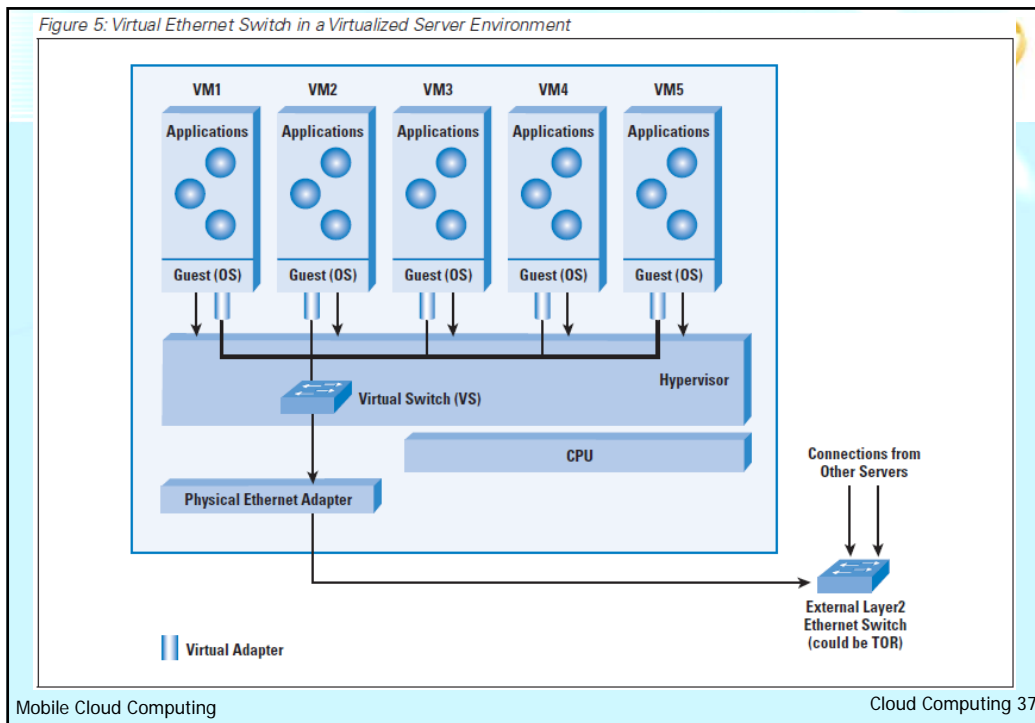 Figure 5: Virtual Ethernet Switch in a Virtualized Server Environment
VM1
VM2
VM3
VM4
VM5
Applications
Applications
Applications
Applications
Applications
Guest (OS)
Guest (OS)
Guest (OS)
Guest (OS)
Guest (OS)
Hypervisor
Virtual Switch (VS)
CPU
Connections from
Other Servers
Physical Ethernet Adapter
External Layer2
Ethernet Switch
(could be TOR)
Virtual Adapter
Mobile Cloud Computing
Cloud Computing 37